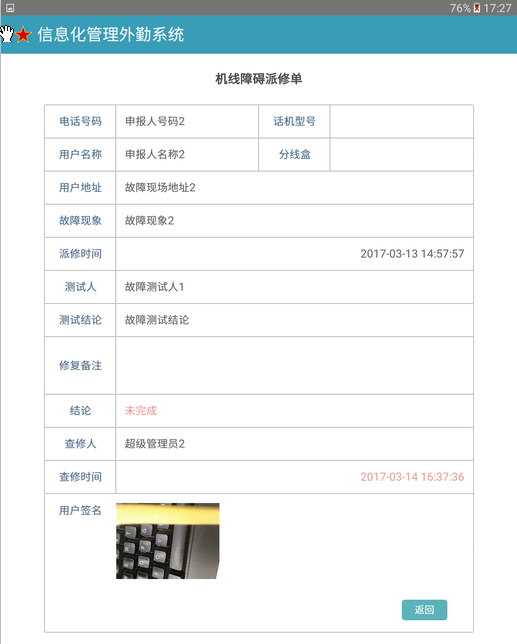 76% 17:27
信息化管理外勤系统
机线障碍派修单
电话号码 申报人号码2 话机型号
用户名称 申报人名称2 分线盒
用户地址 故障现场地址2
故障现象 故障现象2
派修时间 2017-03-13 14:57:57
测试人 故障测试人1
测试结论 故障测试结论
修复备注
结论 未完成
查修人 超级管理员2
查修时间 2017-03-14 16:37:36
用户签名
返回